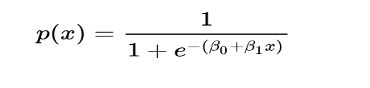 p(x) = 1 / (1 + e^{-(β₀+β₁x)})